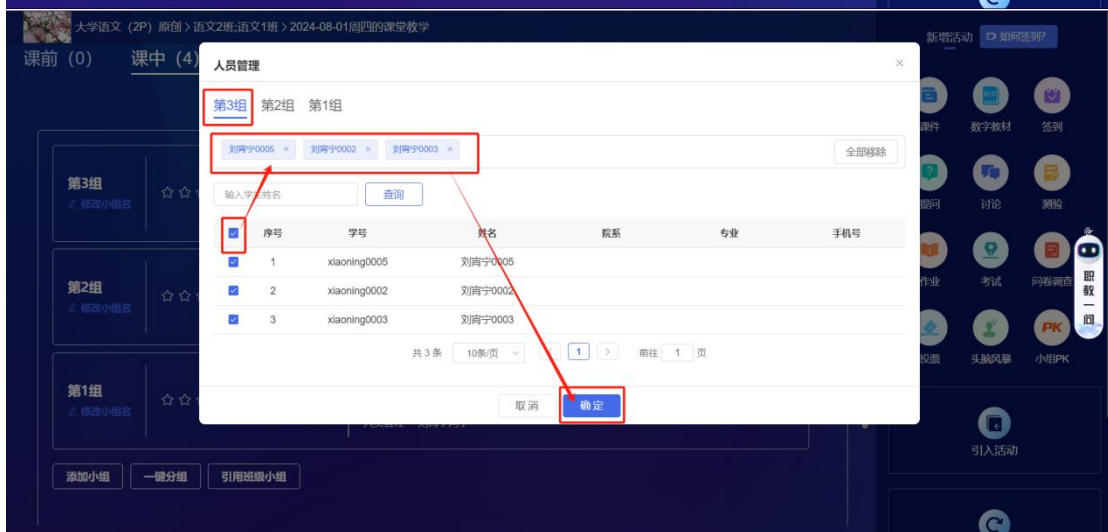 大学语文（2P）原创 > 语文2班;语文1班 > 2024-08-01周四的课堂教学
新增活动 如何签到?
课前（0） 课中（4）
人员管理 ×
第3组 第2组 第1组
刘宵宁0005 × 刘宵宁0002 × 刘宵宁0003 ×
全部移除
输入学生姓名 查询
序号 学号 姓名 院系 专业 手机号
1 xiaoning0005 刘宵宁0005
2 xiaoning0002 刘宵宁0002
3 xiaoning0003 刘宵宁0003
共 3 条 10条/页 1 前往 1 页
取消 确定
第3组
修改小组名
第2组
修改小组名
第1组
修改小组名
添加小组 一键分组 引用班级小组
课件 数字教材 签到
提问 讨论 测验
作业 考试 问卷调查
投票 头脑风暴 小组PK
PK
职教一问
引入活动